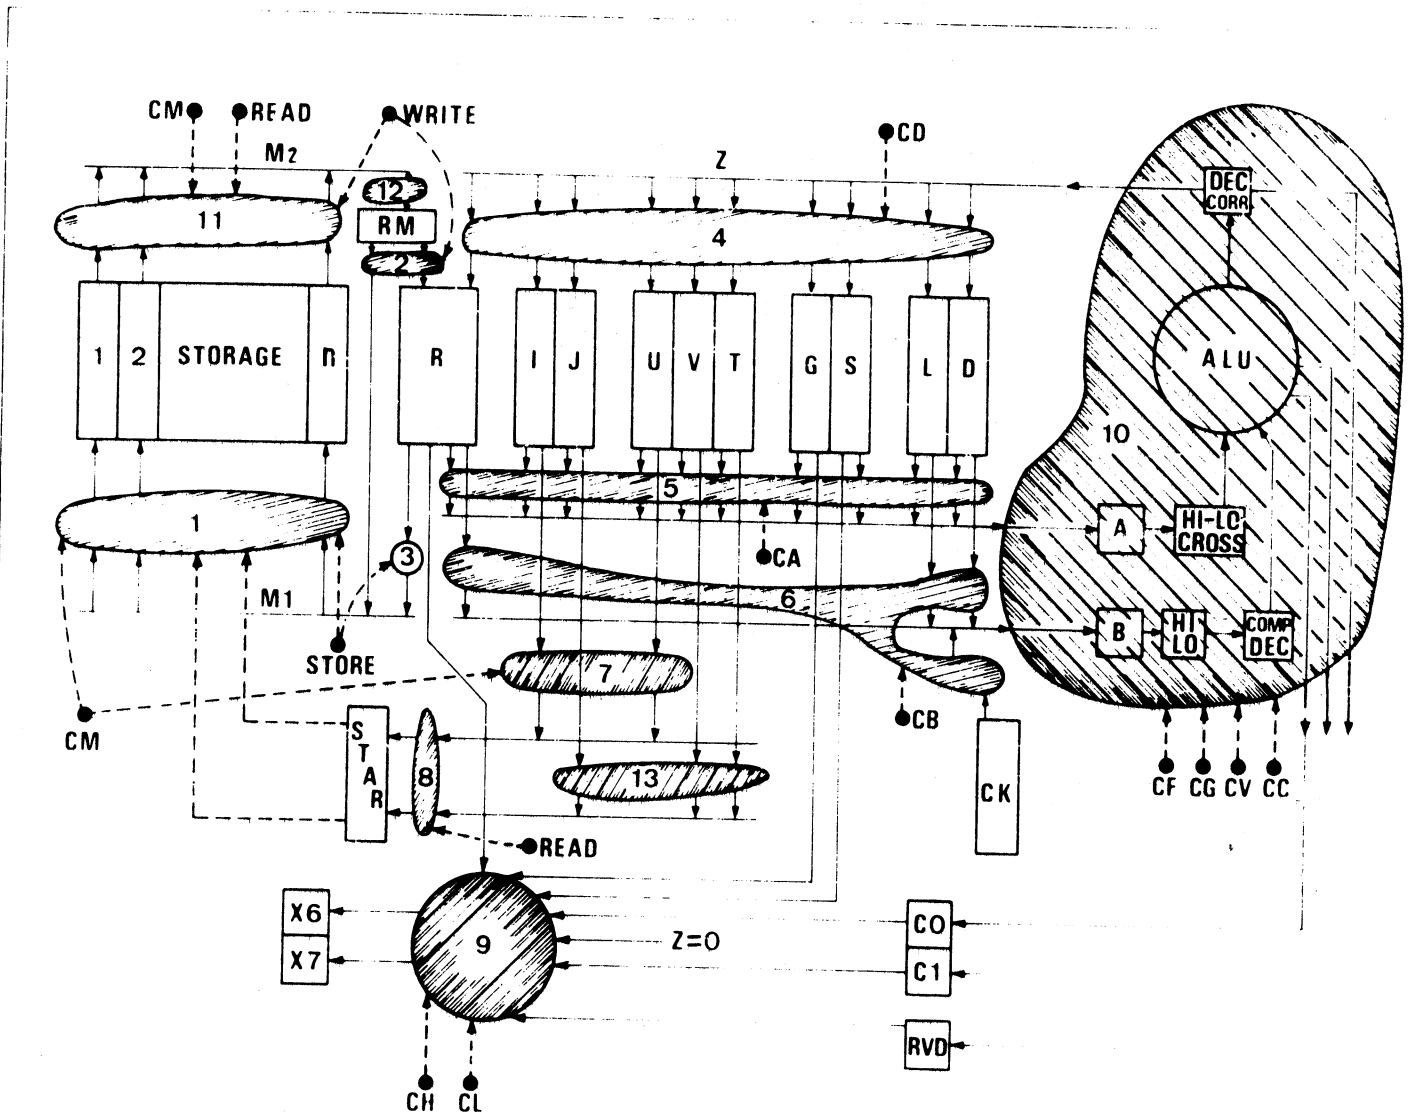 CM READ WRITE CD
M2 Z
12 DEC CORR
11 RM 4
2
1 2 STORAGE n R I J U V T G S L D ALU
10
5
1 A HI-LO CROSS
3 CA
M1 6
B HI LO COMP DEC
STORE 7
CM CB
STAR 8 13 CK CF CG CV CC
READ
X6 CO
9 Z=0
X7 C1
RVD
CH CL